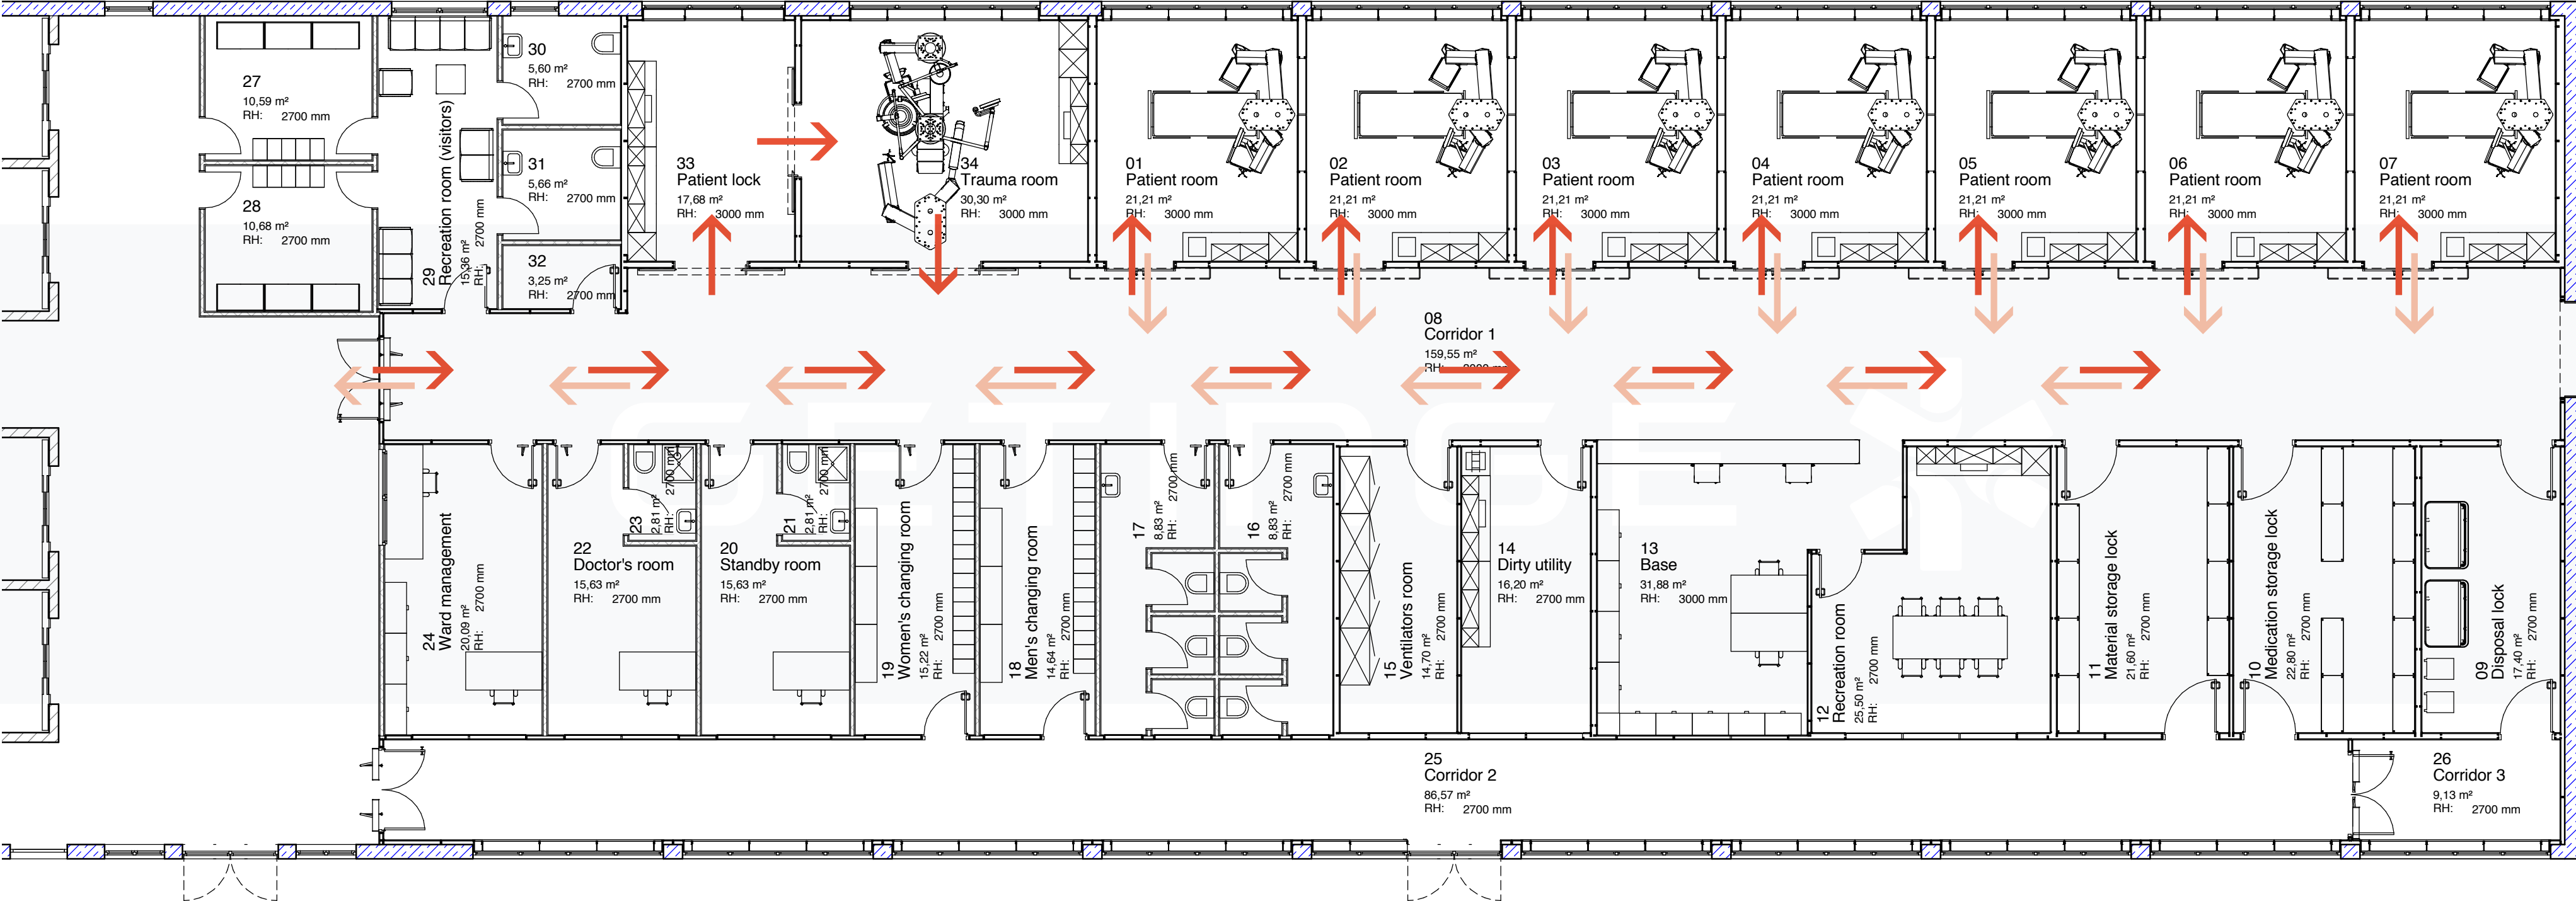 27
10,59 m²
RH: 2700 mm
28
10,68 m²
RH: 2700 mm
29
Recreation room (visitors)
15,36 m²
RH: 2700 mm
30
5,60 m²
RH: 2700 mm
31
5,66 m²
RH: 2700 mm
32
3,25 m²
RH: 2700 mm
33
Patient lock
17,68 m²
RH: 3000 mm
34
Trauma room
30,30 m²
RH: 3000 mm
01
Patient room
21,21 m²
RH: 3000 mm
02
Patient room
21,21 m²
RH: 3000 mm
03
Patient room
21,21 m²
RH: 3000 mm
04
Patient room
21,21 m²
RH: 3000 mm
05
Patient room
21,21 m²
RH: 3000 mm
06
Patient room
21,21 m²
RH: 3000 mm
07
Patient room
21,21 m²
RH: 3000 mm
08
Corridor 1
159,55 m²
RH: 3000 mm
GETINGE
24
Ward management
20,09 m²
RH: 2700 mm
22
Doctor's room
15,63 m²
RH: 2700 mm
23
2,81 m²
RH: 2700 mm
20
Standby room
15,63 m²
RH: 2700 mm
21
2,81 m²
RH: 2700 mm
19
Women's changing room
15,22 m²
RH: 2700 mm
18
Men's changing room
14,64 m²
RH: 2700 mm
17
8,83 m²
RH: 2700 mm
16
8,83 m²
RH: 2700 mm
15
Ventilators room
14,70 m²
RH: 2700 mm
14
Dirty utility
16,20 m²
RH: 2700 mm
13
Base
31,88 m²
RH: 3000 mm
12
Recreation room
25,50 m²
RH: 2700 mm
11
Material storage lock
21,60 m²
RH: 2700 mm
10
Medication storage lock
22,80 m²
RH: 2700 mm
09
Disposal lock
17,40 m²
RH: 2700 mm
25
Corridor 2
86,57 m²
RH: 2700 mm
26
Corridor 3
9,13 m²
RH: 2700 mm